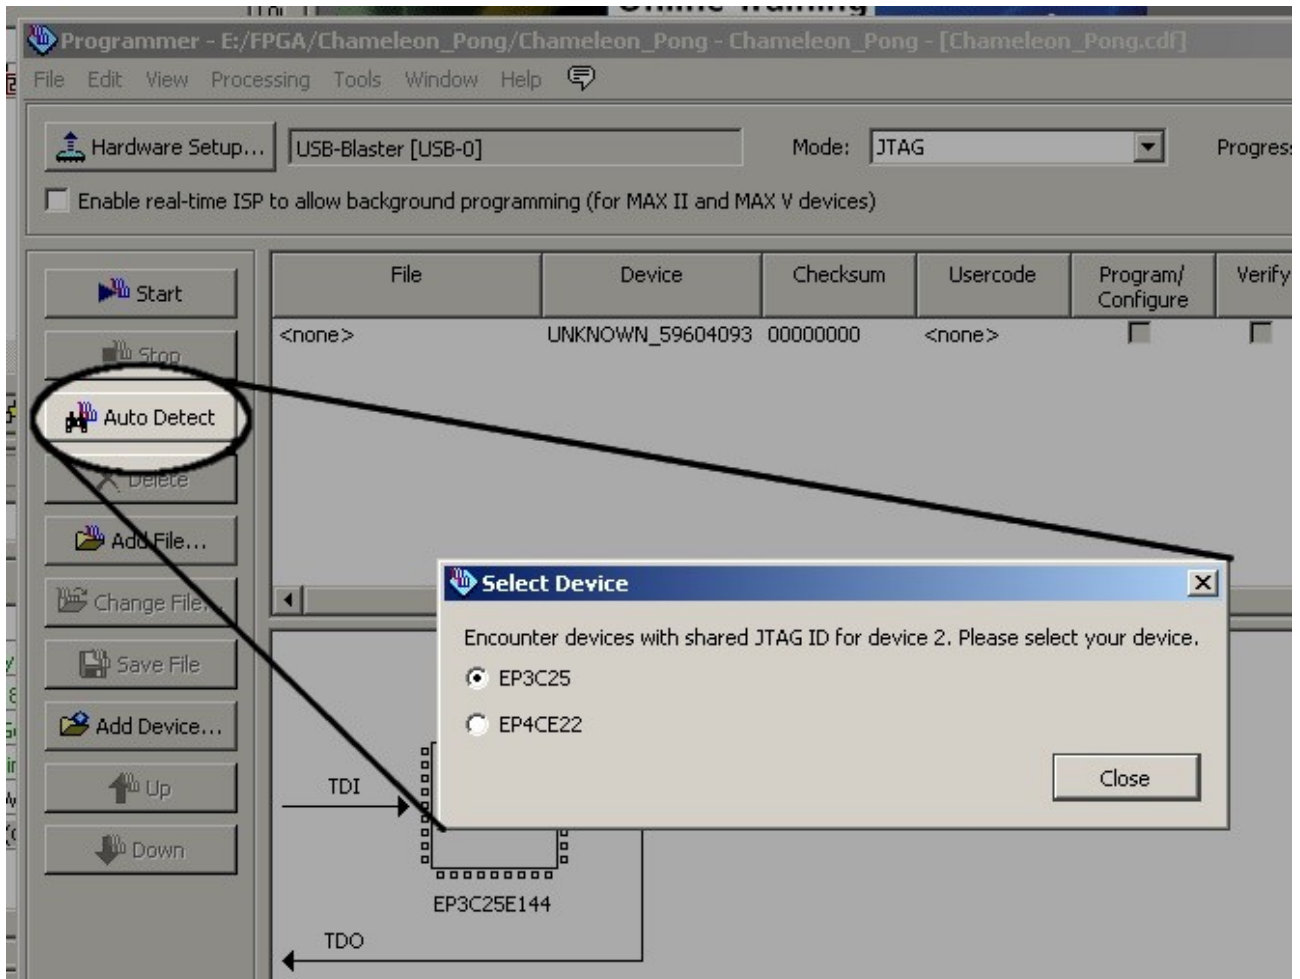 Online Training
Programmer - E:/FPGA/Chameleon_Pong/Chameleon_Pong - Chameleon_Pong - [Chameleon_Pong.cdf]
File Edit View Processing Tools Window Help
Hardware Setup... USB-Blaster [USB-0] Mode: JTAG Progress
Enable real-time ISP to allow background programming (for MAX II and MAX V devices)
Start
Stop
Auto Detect
Delete
Add File...
Change File...
Save File
Add Device...
Up
Down
File Device Checksum Usercode Program/ Verify
Configure
<none> UNKNOWN_59604093 00000000 <none>
Select Device
Encounter devices with shared JTAG ID for device 2. Please select your device.
EP3C25
EP4CE22
Close
TDI
EP3C25E144
TDO